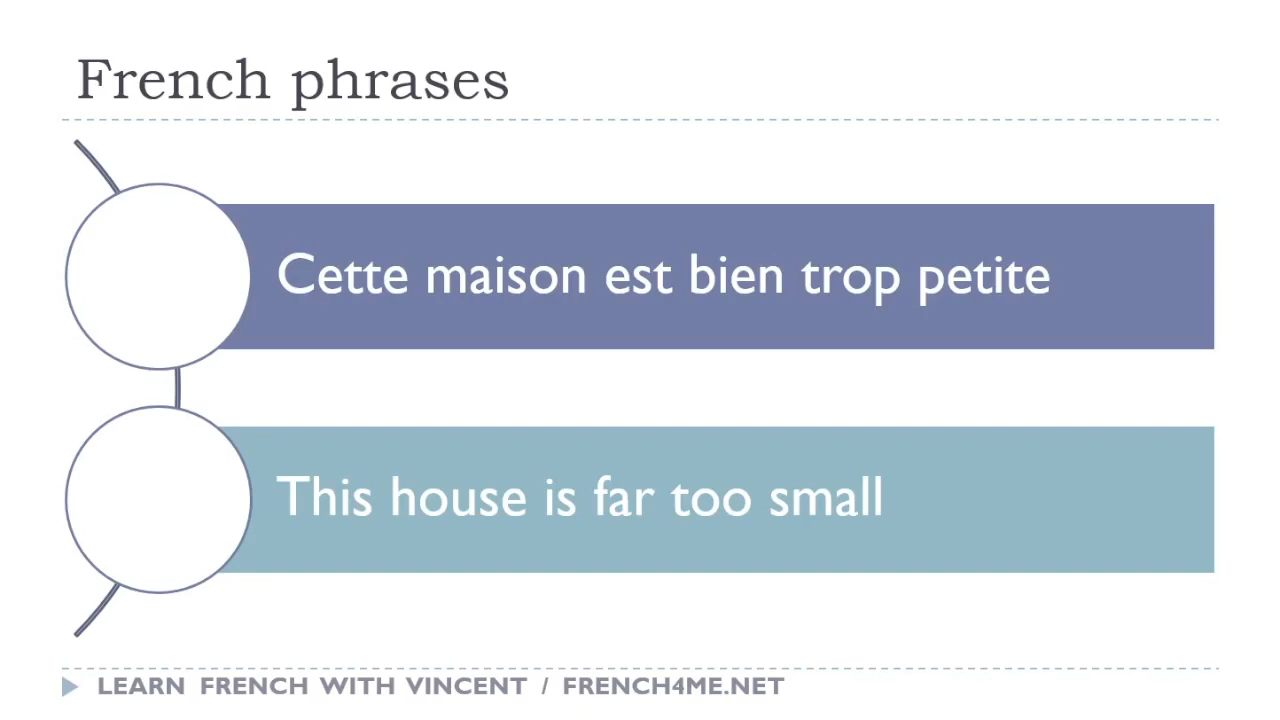 French phrases
Cette maison est bien trop petite
This house is far too small
LEARN FRENCH WITH VINCENT / FRENCH4ME.NET